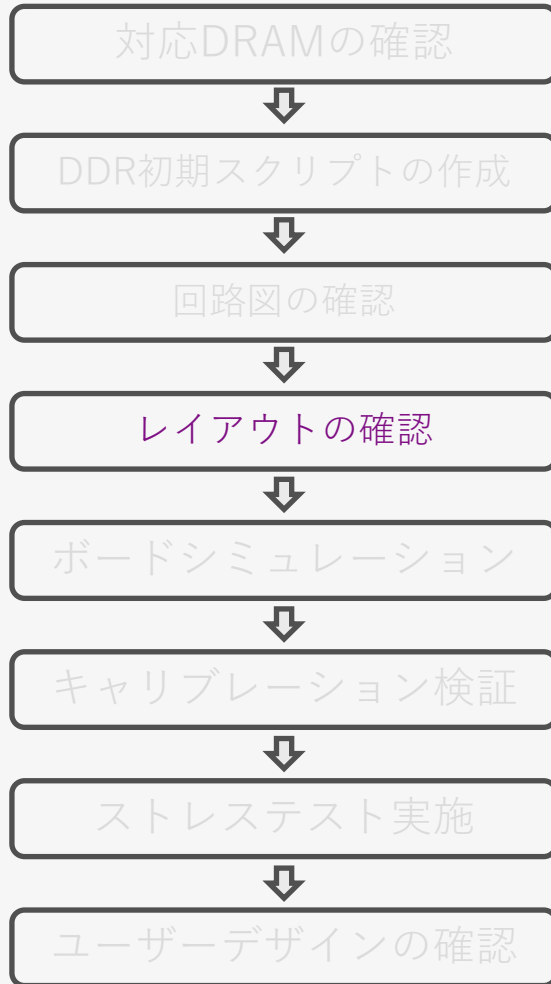 対応DRAMの確認
DDR初期スクリプトの作成
回路図の確認
レイアウトの確認
ボードシミュレーション
キャリブレーション検証
ストレステスト実施
ユーザーデザインの確認